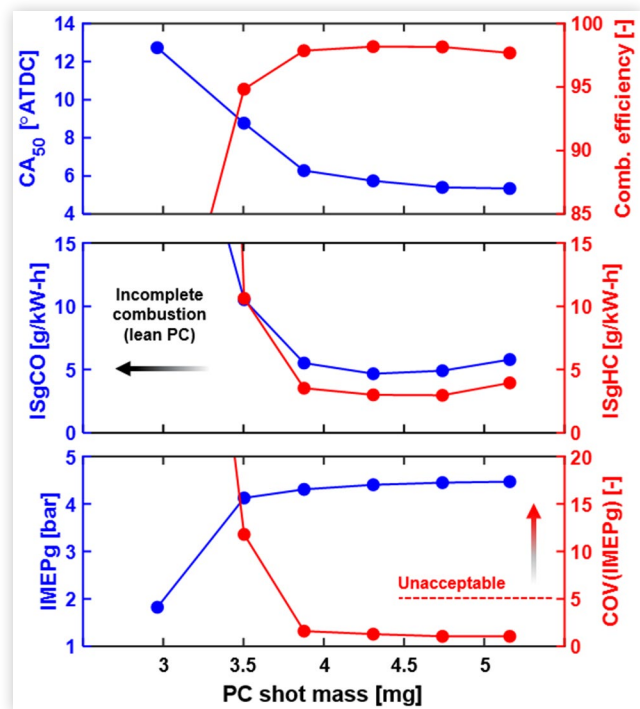 14
12
10
8
6
4
CA50 [°ATDC]
100
95
90
85
Comb. efficiency [-]
15
10
5
0
ISgCO [g/kW-h]
Incomplete
combustion
(lean PC)
15
10
5
0
ISgHC [g/kW-h]
5
4
3
2
1
IMEPg [bar]
Unacceptable
20
15
10
5
0
COV(IMEPg) [-]
3 3.5 4 4.5 5
PC shot mass [mg]